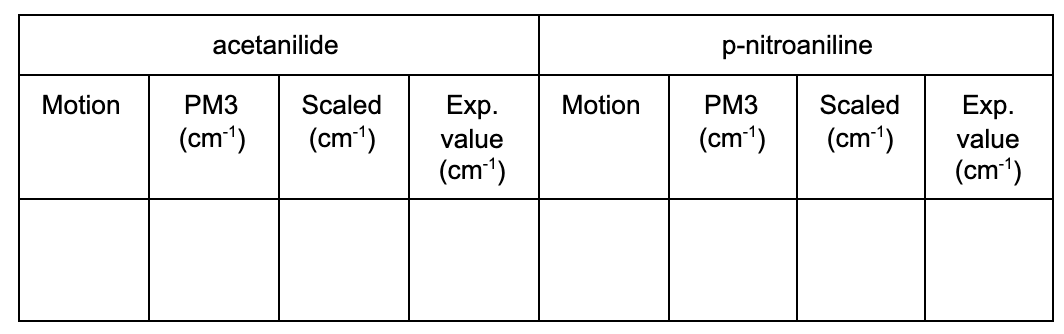 acetanilide p-nitroaniline
Motion PM3 Scaled Exp. Motion PM3 Scaled Exp.
(cm-1) (cm-1) value (cm-1) (cm-1) value
(cm-1) (cm-1)